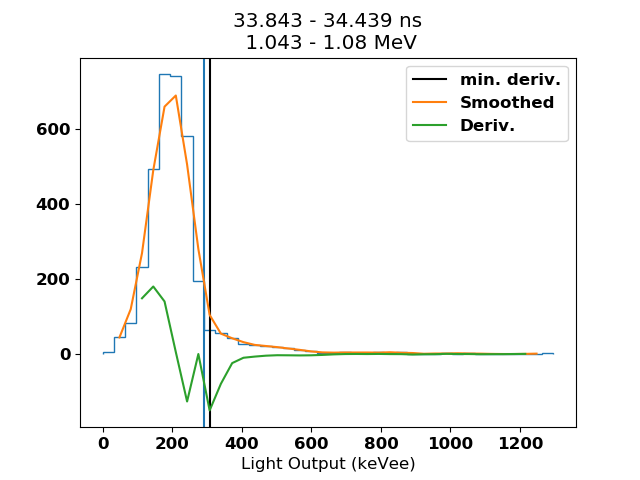 33.843 - 34.439 ns
1.043 - 1.08 MeV
min. deriv.
Smoothed
Deriv.
600
400
200
0
0 200 400 600 800 1000 1200
Light Output (keVee)